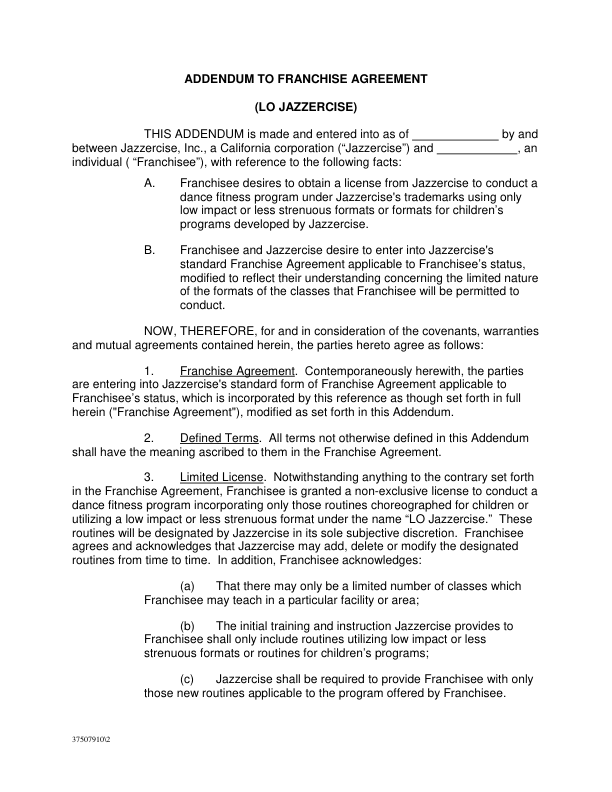 ADDENDUM TO FRANCHISE AGREEMENT
(LO JAZZERCISE)
THIS ADDENDUM is made and entered into as of _____________ by and
between Jazzercise, Inc., a California corporation (“Jazzercise”) and ____________, an
individual ( “Franchisee”), with reference to the following facts:
A. Franchisee desires to obtain a license from Jazzercise to conduct a
dance fitness program under Jazzercise's trademarks using only
low impact or less strenuous formats or formats for children’s
programs developed by Jazzercise.
B. Franchisee and Jazzercise desire to enter into Jazzercise's
standard Franchise Agreement applicable to Franchisee’s status,
modified to reflect their understanding concerning the limited nature
of the formats of the classes that Franchisee will be permitted to
conduct.
NOW, THEREFORE, for and in consideration of the covenants, warranties
and mutual agreements contained herein, the parties hereto agree as follows:
1. Franchise Agreement. Contemporaneously herewith, the parties
are entering into Jazzercise's standard form of Franchise Agreement applicable to
Franchisee’s status, which is incorporated by this reference as though set forth in full
herein ("Franchise Agreement"), modified as set forth in this Addendum.
2. Defined Terms. All terms not otherwise defined in this Addendum
shall have the meaning ascribed to them in the Franchise Agreement.
3. Limited License. Notwithstanding anything to the contrary set forth
in the Franchise Agreement, Franchisee is granted a non-exclusive license to conduct a
dance fitness program incorporating only those routines choreographed for children or
utilizing a low impact or less strenuous format under the name “LO Jazzercise.” These
routines will be designated by Jazzercise in its sole subjective discretion. Franchisee
agrees and acknowledges that Jazzercise may add, delete or modify the designated
routines from time to time. In addition, Franchisee acknowledges:
(a) That there may only be a limited number of classes which
Franchisee may teach in a particular facility or area;
(b) The initial training and instruction Jazzercise provides to
Franchisee shall only include routines utilizing low impact or less
strenuous formats or routines for children’s programs;
(c) Jazzercise shall be required to provide Franchisee with only
those new routines applicable to the program offered by Franchisee.
37507910\2